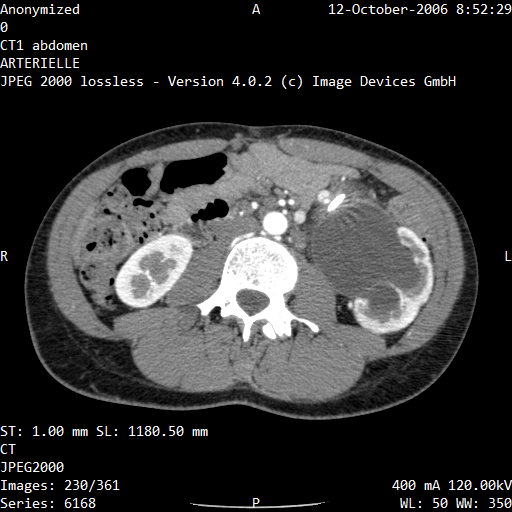 Anonymized A 12-October-2006 8:52:29
0
CT1 abdomen
ARTERIELLE
JPEG 2000 lossless - Version 4.0.2 (c) Image Devices GmbH
R L
ST: 1.00 mm SL: 1180.50 mm
CT
JPEG2000
Images: 230/361 400 mA 120.00kV
Series: 6168 P WL: 50 WW: 350